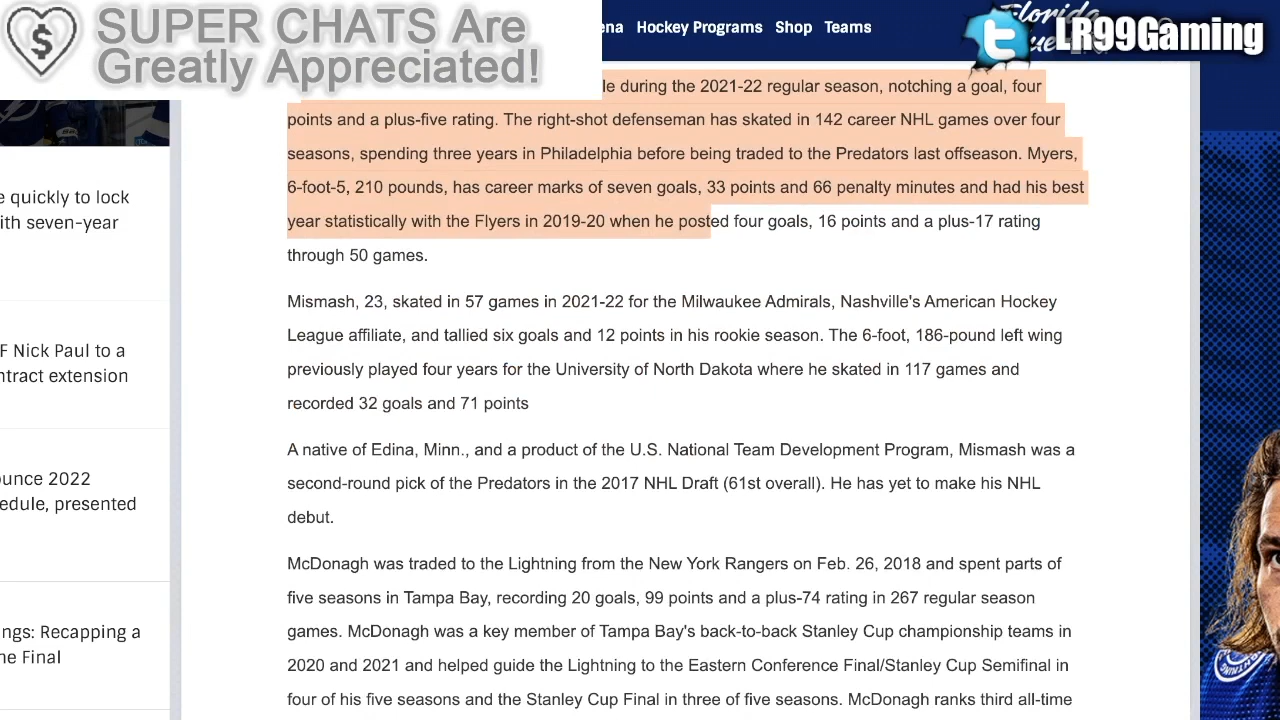 SUPER CHATS Are
Greatly Appreciated!
Hockey Programs Shop Teams
Florida
LR99Gaming
during the 2021-22 regular season, notching a goal, four
points and a plus-five rating. The right-shot defenseman has skated in 142 career NHL games over four
seasons, spending three years in Philadelphia before being traded to the Predators last offseason. Myers,
6-foot-5, 210 pounds, has career marks of seven goals, 33 points and 66 penalty minutes and had his best
year statistically with the Flyers in 2019-20 when he posted four goals, 16 points and a plus-17 rating
through 50 games.
e quickly to lock
ith seven-year
F Nick Paul to a
ntract extension
ounce 2022
edule, presented
ngs: Recapping a
he Final
Mismash, 23, skated in 57 games in 2021-22 for the Milwaukee Admirals, Nashville's American Hockey
League affiliate, and tallied six goals and 12 points in his rookie season. The 6-foot, 186-pound left wing
previously played four years for the University of North Dakota where he skated in 117 games and
recorded 32 goals and 71 points
A native of Edina, Minn., and a product of the U.S. National Team Development Program, Mismash was a
second-round pick of the Predators in the 2017 NHL Draft (61st overall). He has yet to make his NHL
debut.
McDonagh was traded to the Lightning from the New York Rangers on Feb. 26, 2018 and spent parts of
five seasons in Tampa Bay, recording 20 goals, 99 points and a plus-74 rating in 267 regular season
games. McDonagh was a key member of Tampa Bay's back-to-back Stanley Cup championship teams in
2020 and 2021 and helped guide the Lightning to the Eastern Conference Final/Stanley Cup Semifinal in
four of his five seasons and the Stanley Cup Final in three of five seasons. McDonagh ranks third all-time